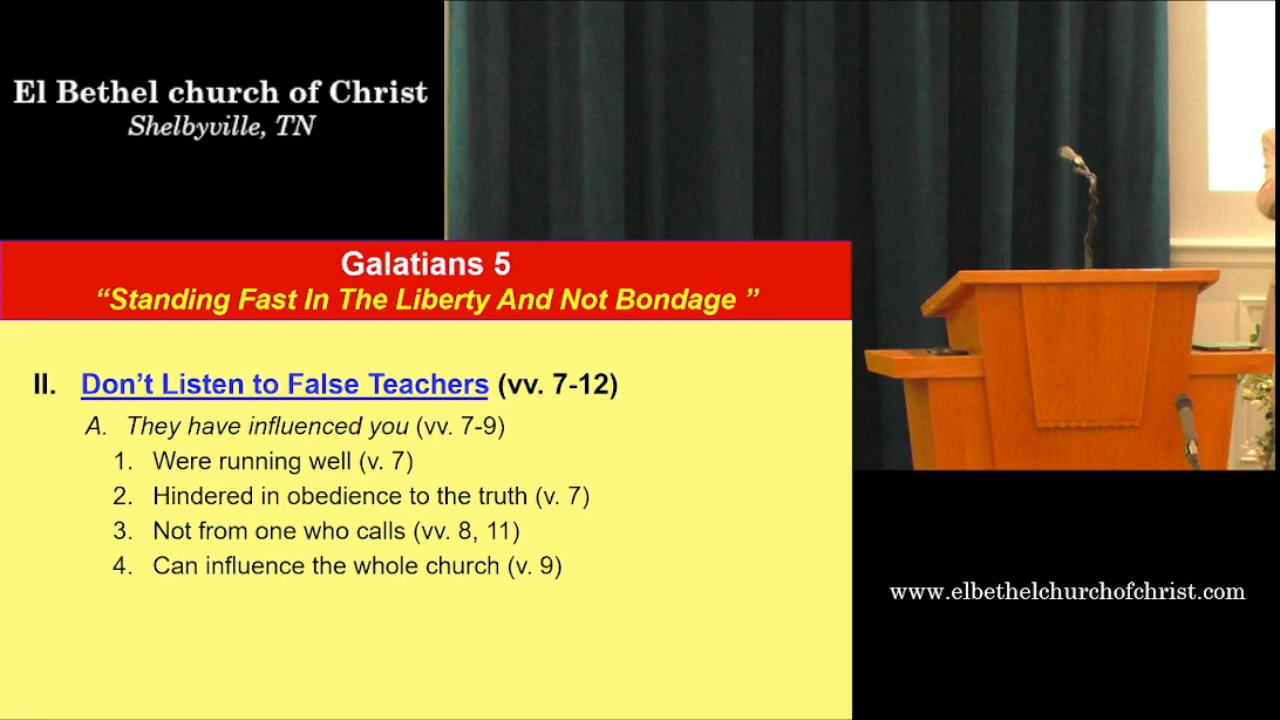 El Bethel church of Christ
Shelbyville, TN
Galatians 5
“Standing Fast In The Liberty And Not Bondage ”
II. Don’t Listen to False Teachers (vv. 7-12)
A. They have influenced you (vv. 7-9)
1. Were running well (v. 7)
2. Hindered in obedience to the truth (v. 7)
3. Not from one who calls (vv. 8, 11)
4. Can influence the whole church (v. 9)
www.elbethelchurchofchrist.com